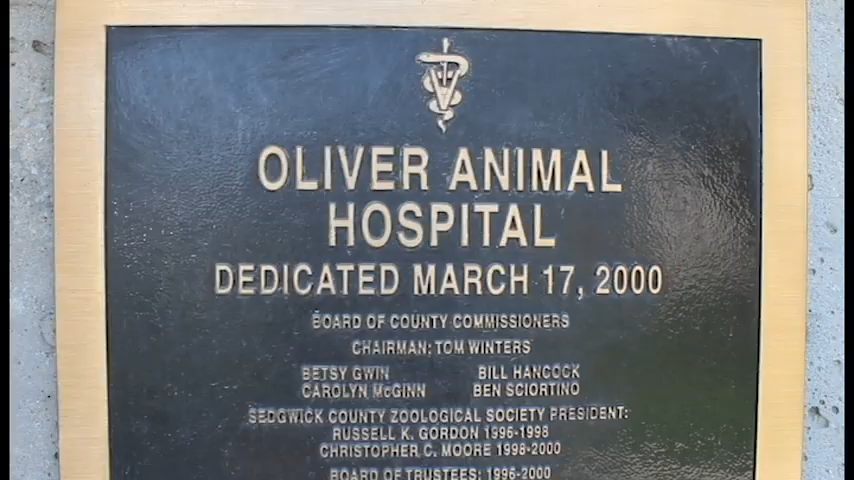 OLIVER ANIMAL
HOSPITAL
DEDICATED MARCH 17, 2000
BOARD OF COUNTY COMMISSIONERS
CHAIRMAN: TOM WINTERS
BETSY GWIN BILL HANCOCK
CAROLYN McGINN BEN SCIORTINO
SEDGWICK COUNTY ZOOLOGICAL SOCIETY PRESIDENT:
RUSSELL K. GORDON 1996-1998
CHRISTOPHER C. MOORE 1998-2000
BOARD OF TRUSTEES: 1996-2000